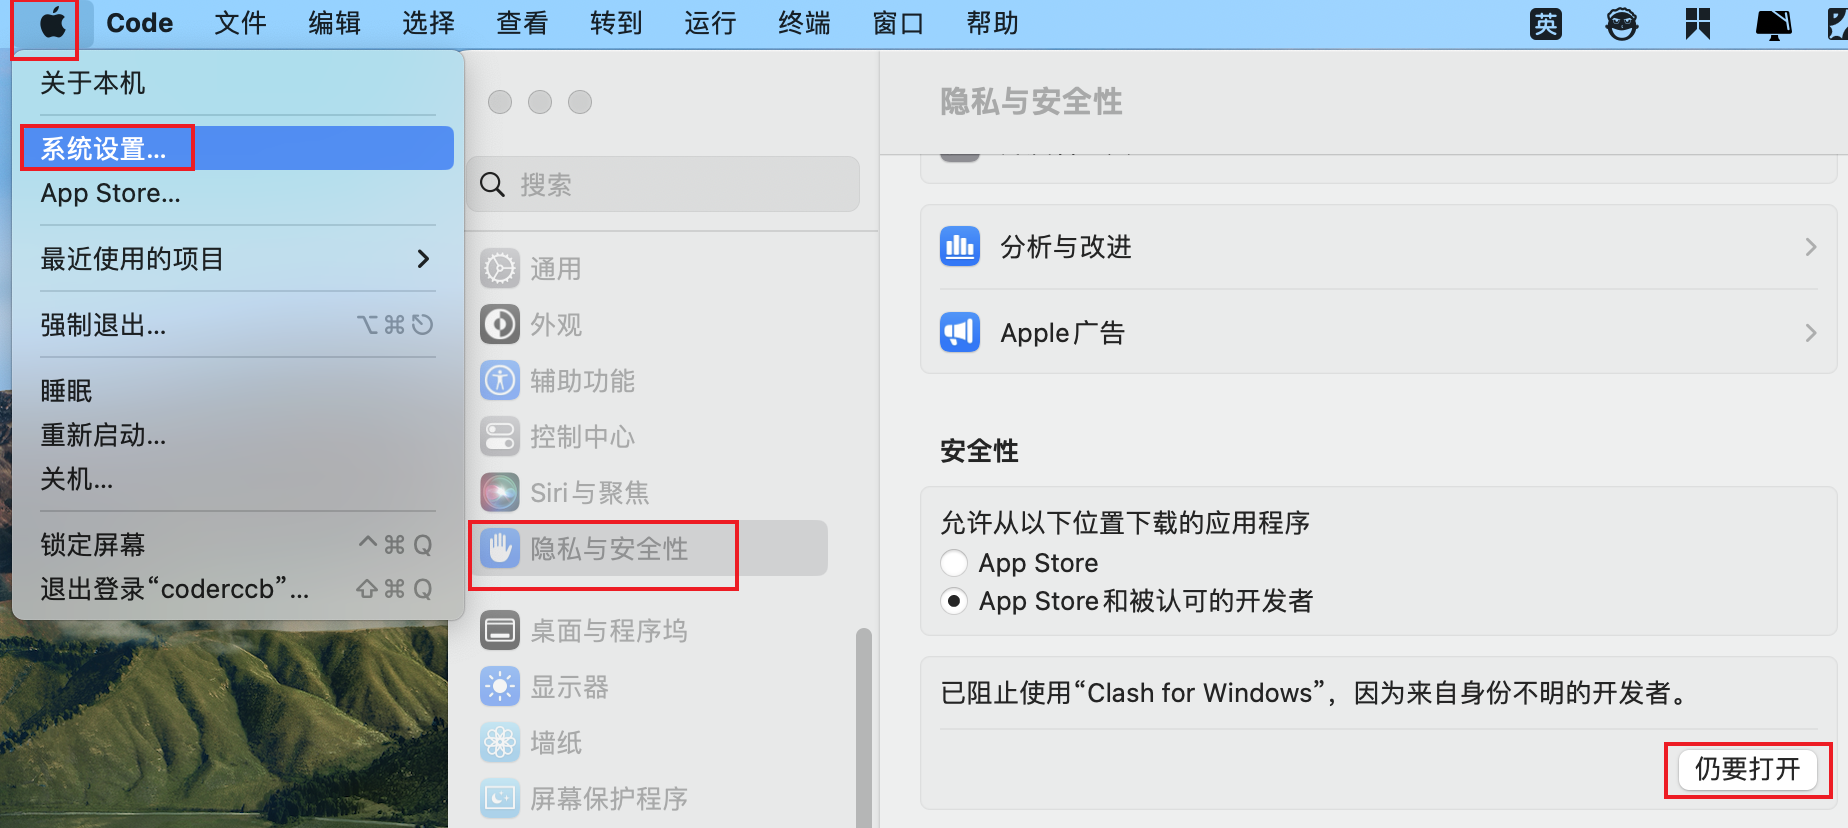 Code 文件 编辑 选择 查看 转到 运行 终端 窗口 帮助 英
关于本机
系统设置...
App Store...
最近使用的项目
强制退出... ⌥⌘⎋
睡眠
重新启动...
关机...
锁定屏幕 ^⌘Q
退出登录“coderccb”... ⇧⌘Q
搜索
通用
外观
辅助功能
控制中心
Siri与聚焦
隐私与安全性
桌面与程序坞
显示器
墙纸
屏幕保护程序
隐私与安全性
分析与改进
Apple广告
安全性
允许从以下位置下载的应用程序
App Store
App Store和被认可的开发者
已阻止使用“Clash for Windows”，因为来自身份不明的开发者。
仍要打开